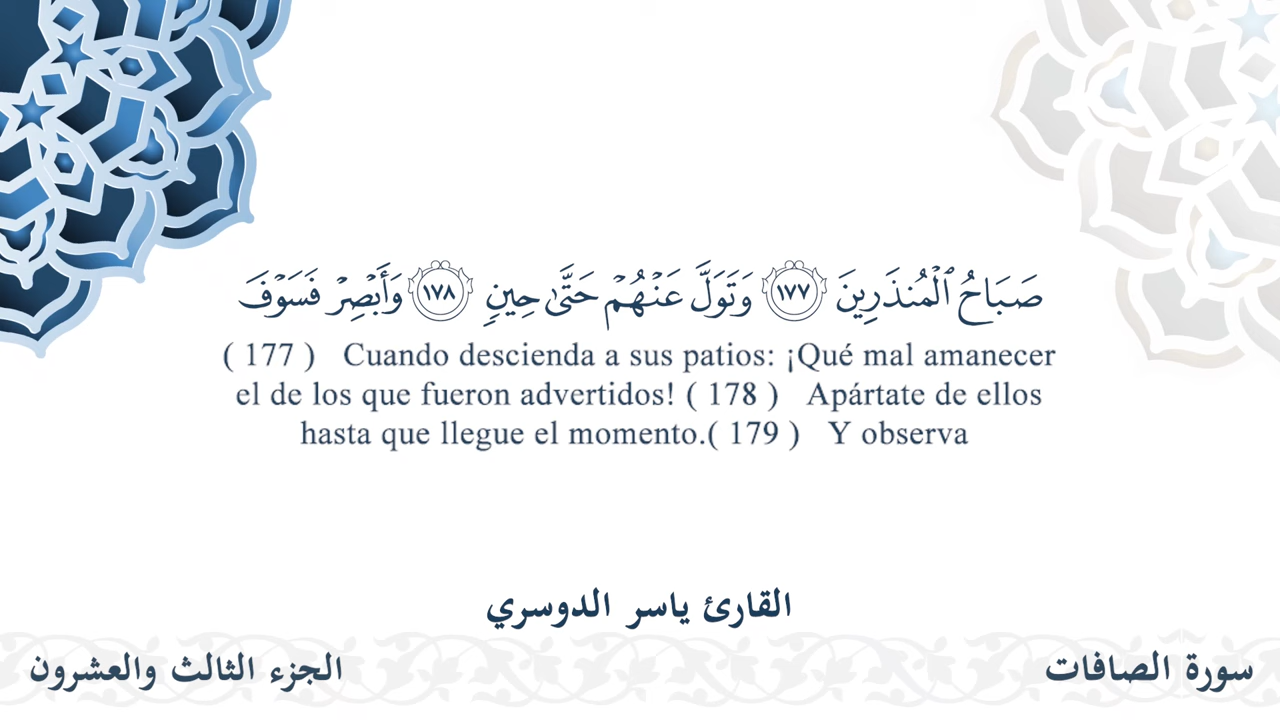 صَبَاحُ ٱلْمُنذَرِينَ ١٧٧ وَتَوَلَّ عَنْهُمْ حَتَّىٰ حِينٍ ١٧٨ وَأَبْصِرْ فَسَوْفَ
( 177 ) Cuando descienda a sus patios: ¡Qué mal amanecer
el de los que fueron advertidos! ( 178 ) Apártate de ellos
hasta que llegue el momento.( 179 ) Y observa
القارئ ياسر الدوسري
سورة الصافات
الجزء الثالث والعشرون